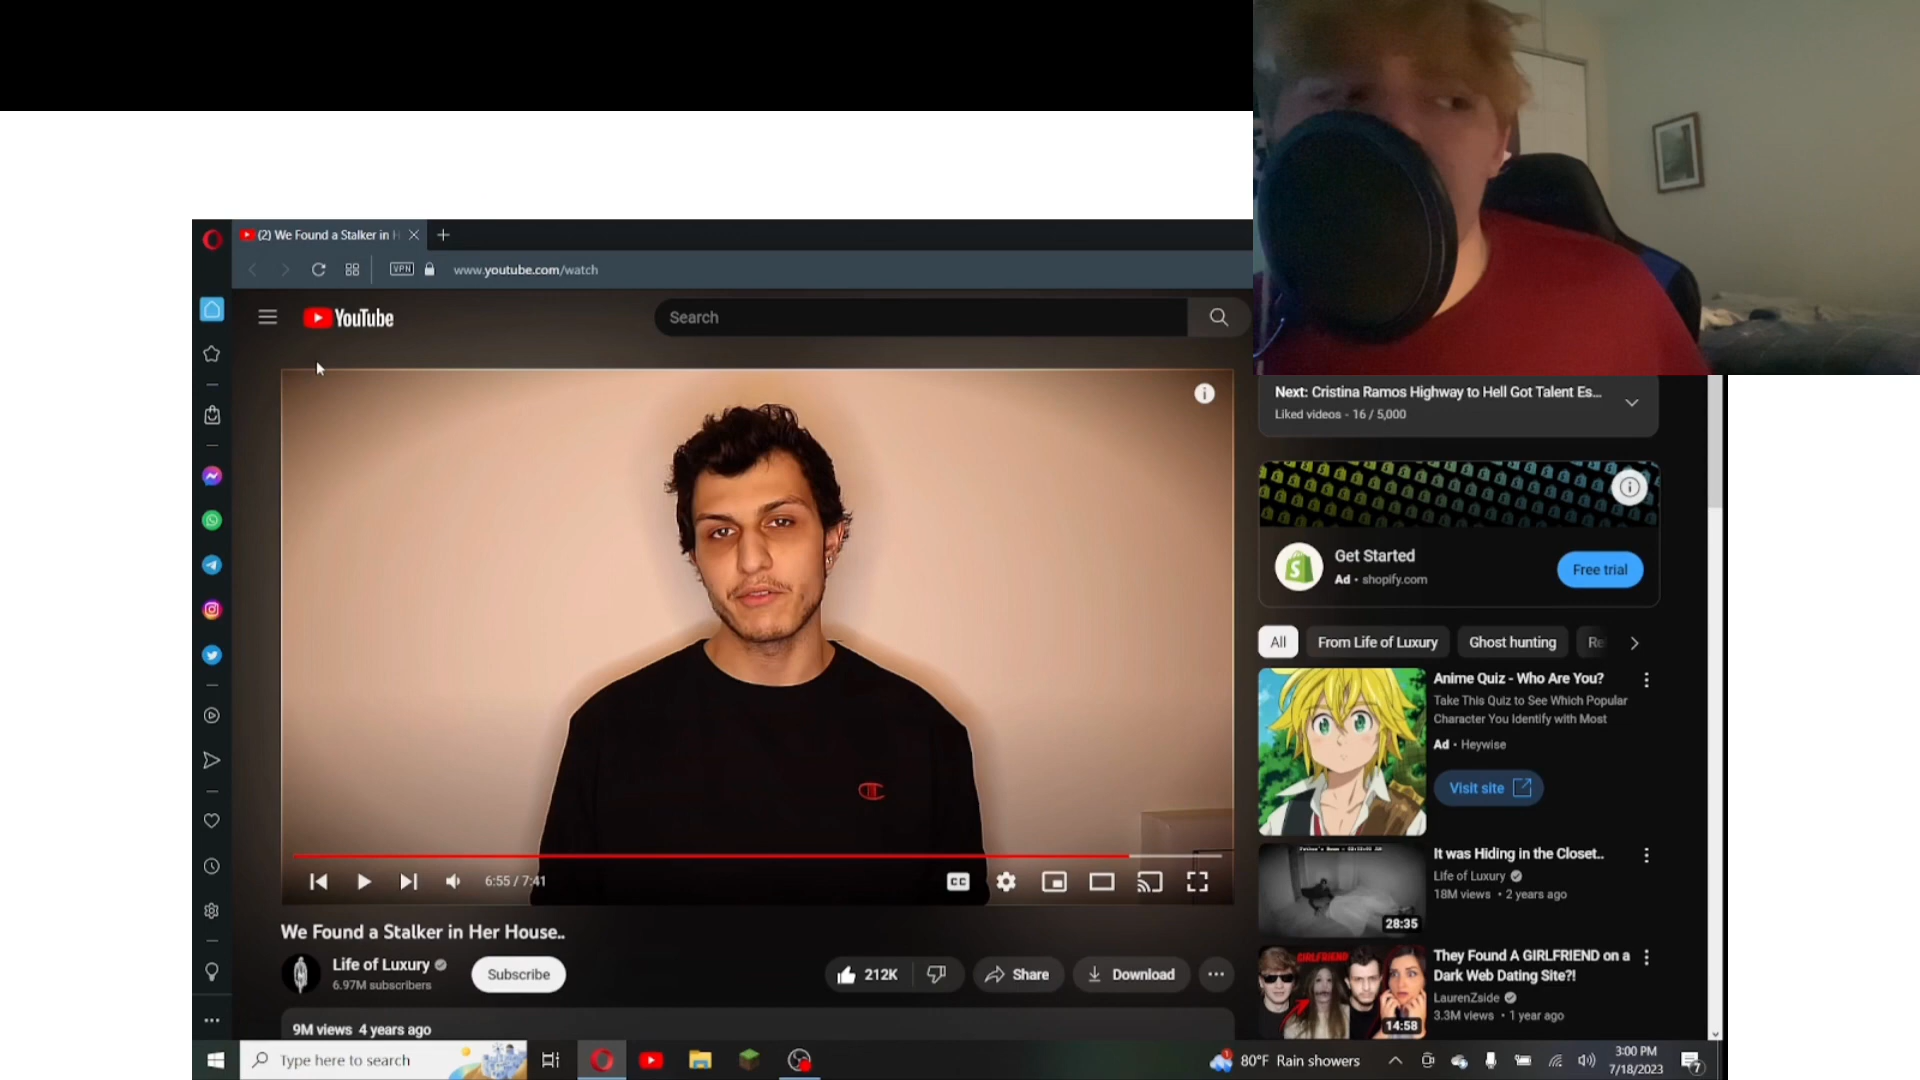 (2) We Found a Stalker in H
VPN
www.youtube.com/watch
YouTube
Search
Next: Cristina Ramos Highway to Hell Got Talent Es...
Liked videos - 16 / 5,000
Get Started
Ad • shopify.com
Free trial
All
From Life of Luxury
Ghost hunting
Re
Anime Quiz - Who Are You?
Take This Quiz to See Which Popular
Character You Identify with Most
Ad • Heywise
Visit site
It was Hiding in the Closet..
Life of Luxury
18M views • 2 years ago
28:35
GIRLFRIEND
They Found A GIRLFRIEND on a
Dark Web Dating Site?!
LaurenZside
3.3M views • 1 year ago
14:58
6:55 / 7:41
CC
We Found a Stalker in Her House..
Life of Luxury
6.97M subscribers
Subscribe
212K
Share
Download
9M views 4 years ago
Type here to search
80°F Rain showers
3:00 PM
7/18/2023
7